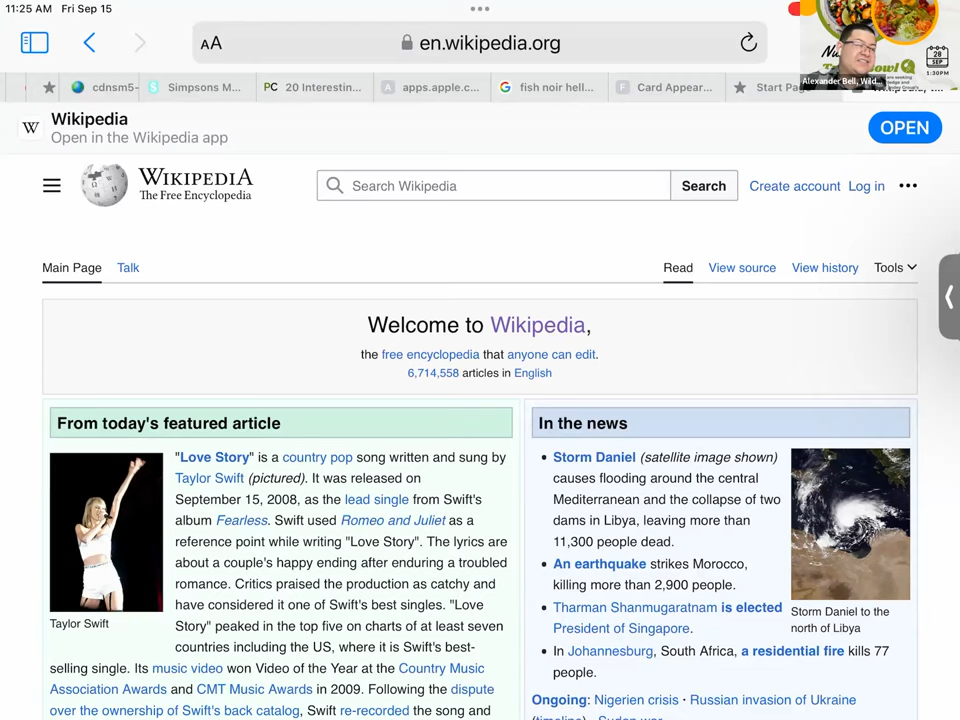 11:25 AM Fri Sep 15
AA en.wikipedia.org
cdnsm5- Simpsons M... PC 20 Interestin... apps.apple.c... fish noir hell... Card Appear... Start Pag
28
SEP
1:30PM
Alexander Bell, Wild...
W Wikipedia
Open in the Wikipedia app
OPEN
WIKIPEDIA
The Free Encyclopedia
Search Wikipedia Search Create account Log in
Main Page Talk Read View source View history Tools
Welcome to Wikipedia,
the free encyclopedia that anyone can edit.
6,714,558 articles in English
From today's featured article
"Love Story" is a country pop song written and sung by
Taylor Swift (pictured). It was released on
September 15, 2008, as the lead single from Swift's
album Fearless. Swift used Romeo and Juliet as a
reference point while writing "Love Story". The lyrics are
about a couple's happy ending after enduring a troubled
romance. Critics praised the production as catchy and
have considered it one of Swift's best singles. "Love
Story" peaked in the top five on charts of at least seven
countries including the US, where it is Swift's best-
selling single. Its music video won Video of the Year at the Country Music
Association Awards and CMT Music Awards in 2009. Following the dispute
over the ownership of Swift's back catalog, Swift re-recorded the song and
Taylor Swift
In the news
Storm Daniel (satellite image shown)
causes flooding around the central
Mediterranean and the collapse of two
dams in Libya, leaving more than
11,300 people dead.
An earthquake strikes Morocco,
killing more than 2,900 people.
Tharman Shanmugaratnam is elected
President of Singapore.
In Johannesburg, South Africa, a residential fire kills 77
people.
Storm Daniel to the
north of Libya
Ongoing: Nigerien crisis · Russian invasion of Ukraine
(timeline) · Sudan war